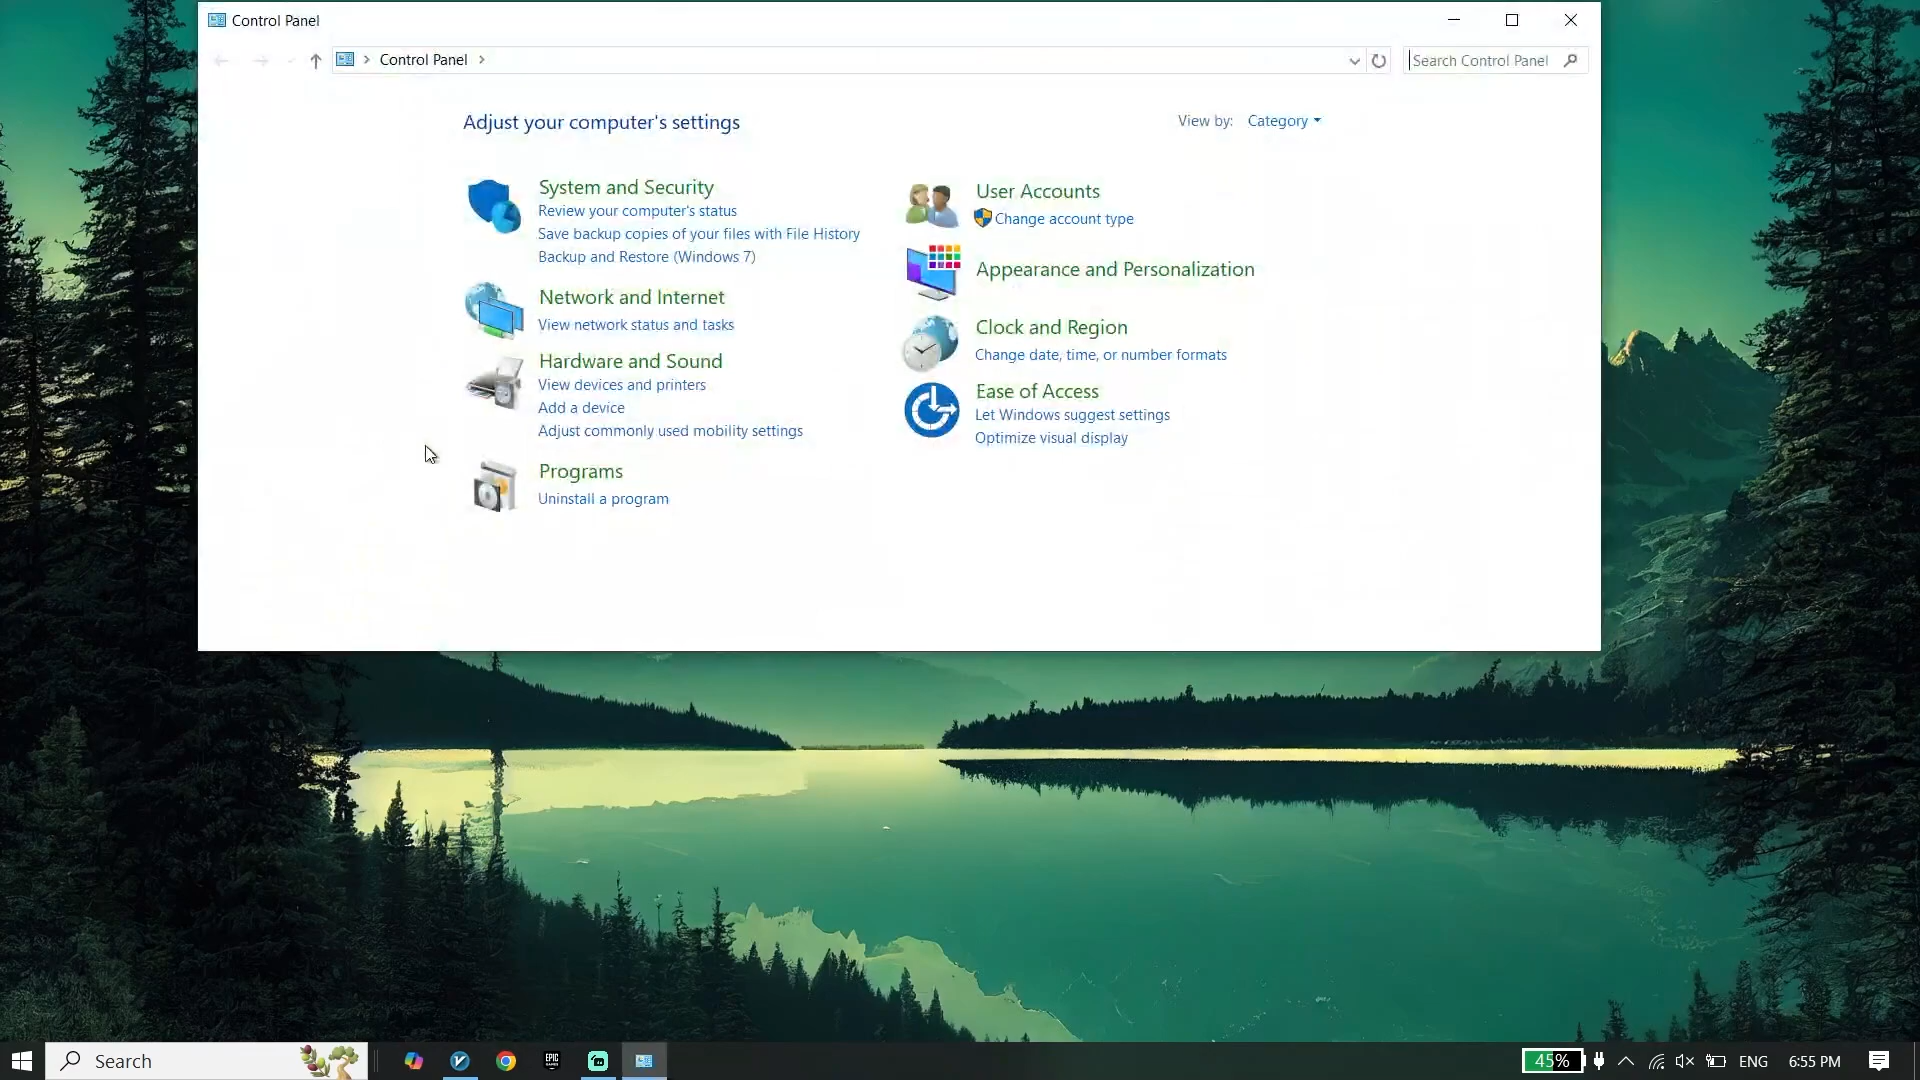 Control Panel
Control Panel
Search Control Panel
Adjust your computer's settings
View by: Category
System and Security
Review your computer's status
Save backup copies of your files with File History
Backup and Restore (Windows 7)
Network and Internet
View network status and tasks
Hardware and Sound
View devices and printers
Add a device
Adjust commonly used mobility settings
Programs
Uninstall a program
User Accounts
Change account type
Appearance and Personalization
Clock and Region
Change date, time, or number formats
Ease of Access
Let Windows suggest settings
Optimize visual display
Search
EPIC
GAMES
45%
ENG
6:55 PM